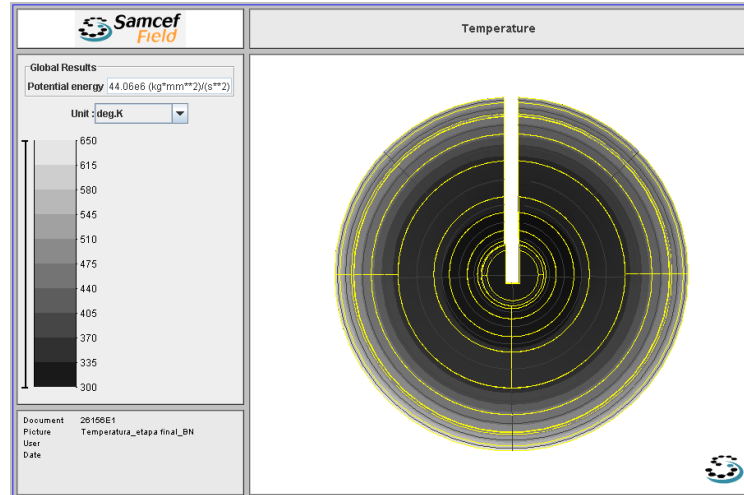 Samcef
Field
Temperature
Global Results
Potential energy 44.06e6 (kg*mm**2)/(s**2)
Unit : deg.K
650
615
580
545
510
475
440
405
370
335
300
Document 26156E1
Picture Temperatura_etapa final_BN
User
Date